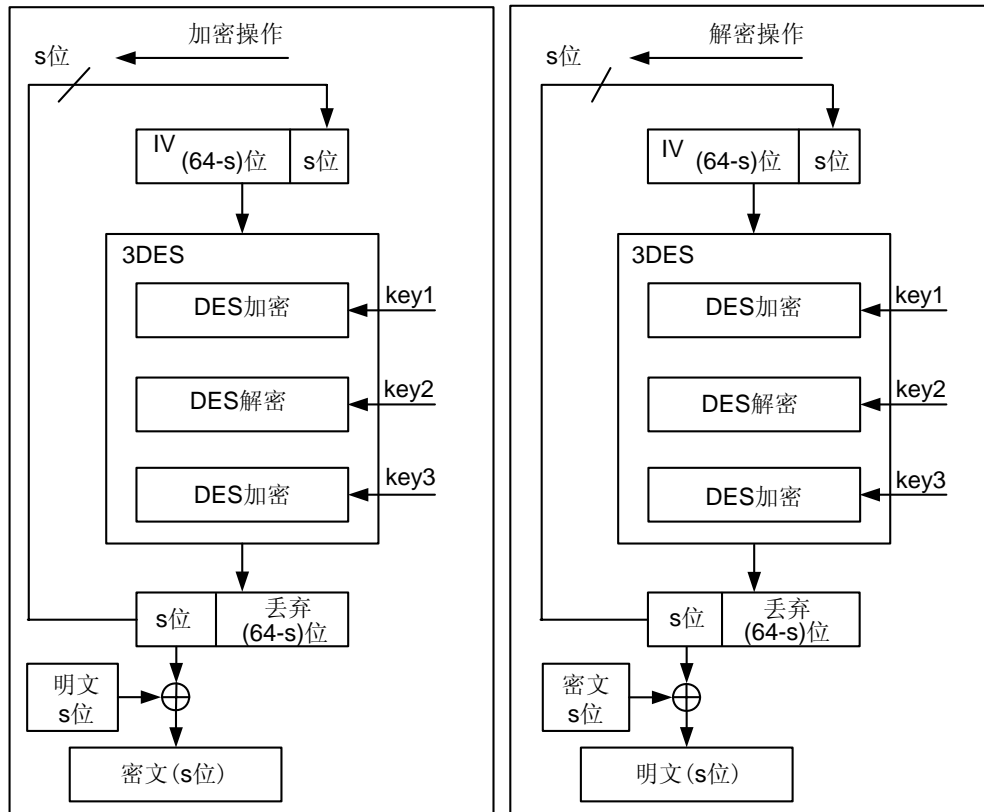 加密操作
s位
IV
(64-s)位
s位
3DES
DES加密
key1
DES解密
key2
DES加密
key3
s位
丢弃
(64-s)位
明文
s位
密文(s位)
解密操作
s位
IV
(64-s)位
s位
3DES
DES加密
key1
DES解密
key2
DES加密
key3
s位
丢弃
(64-s)位
密文
s位
明文(s位)